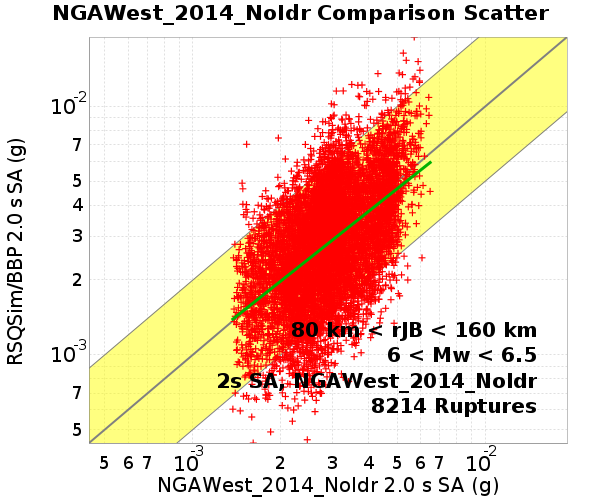 NGAWest_2014_NoIdr Comparison Scatter
RSQSim/BBP 2.0 s SA (g)
10-2
7
5
4
3
2
10-3
7
5
80 km < rJB < 160 km
6 < Mw < 6.5
2s SA, NGAWest_2014_NoIdr
8214 Ruptures
5 6 7 10-3 2 3 4 5 6 7 10-2
NGAWest_2014_NoIdr 2.0 s SA (g)